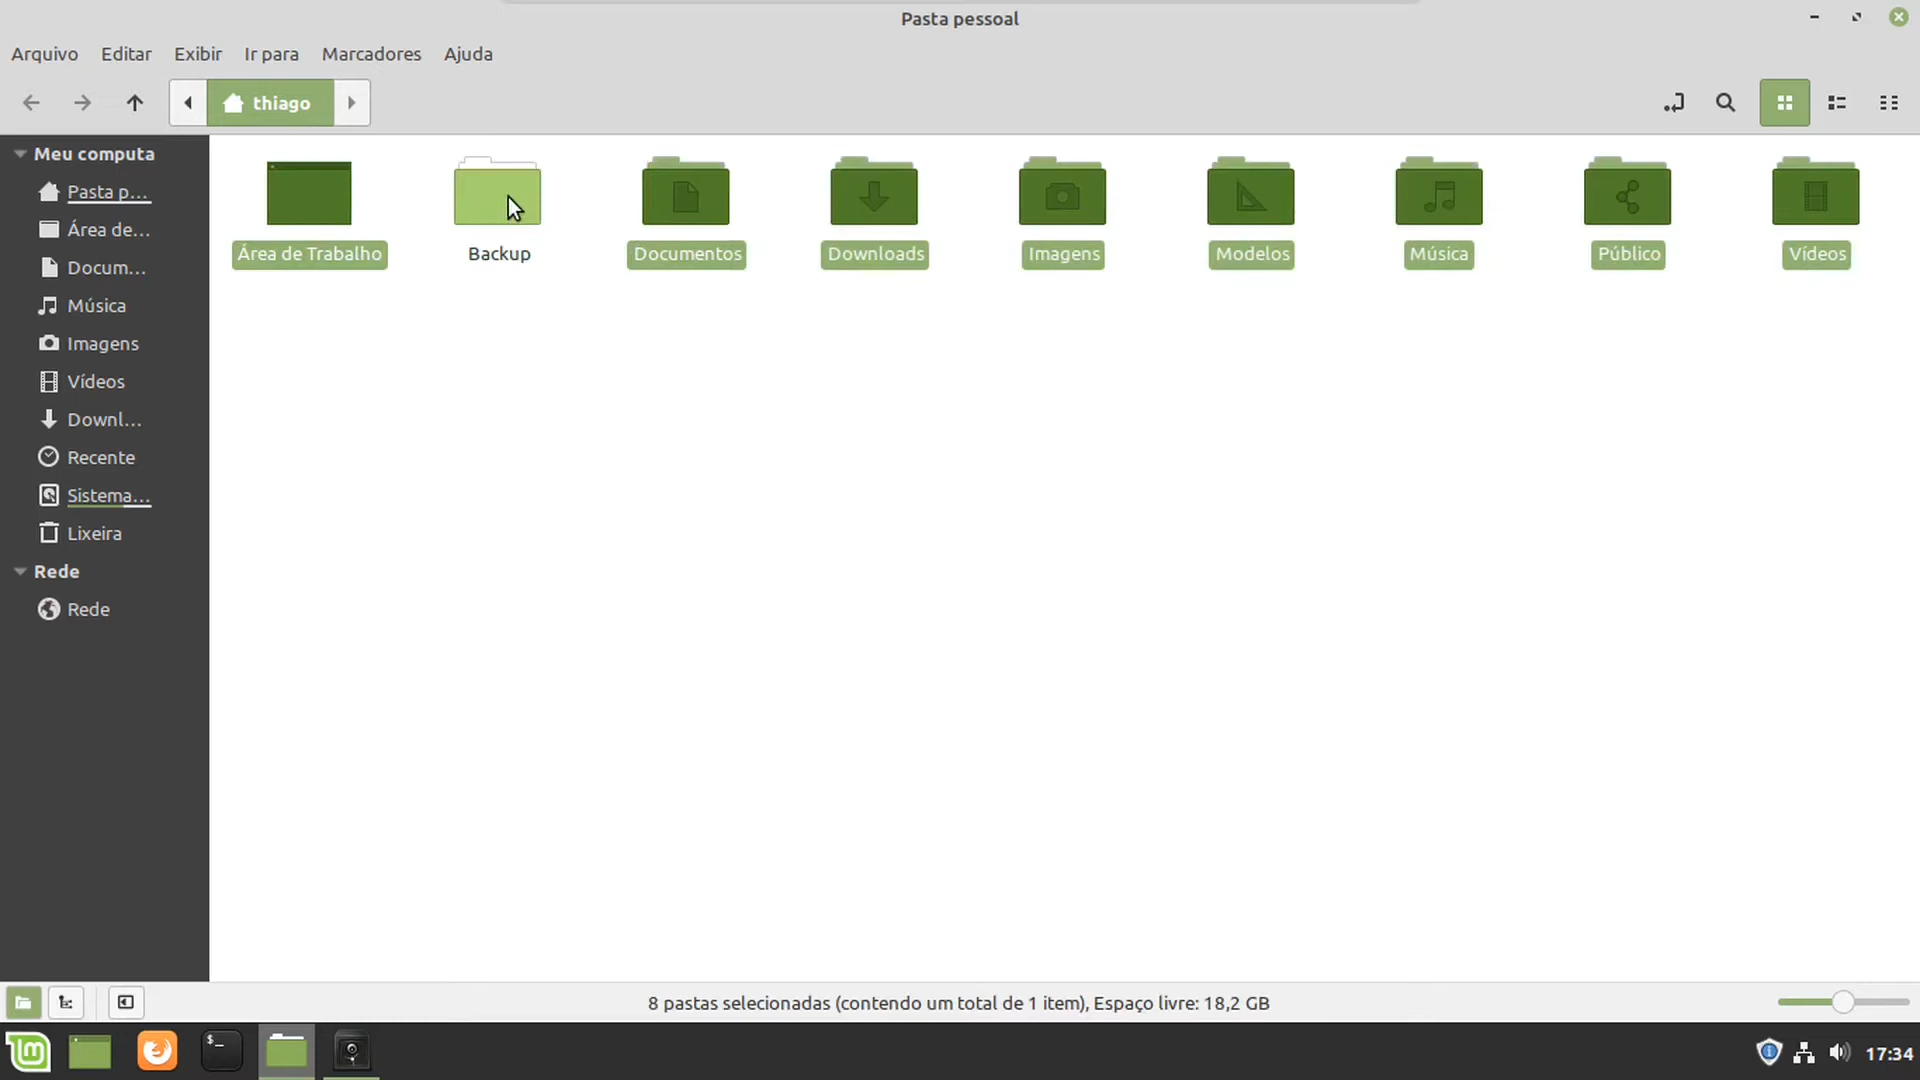 Pasta pessoal
Arquivo Editar Exibir Ir para Marcadores Ajuda
thiago
Meu computa
Pasta p...
Área de...
Docum...
Música
Imagens
Vídeos
Downl...
Recente
Sistema...
Lixeira
Rede
Rede
Área de Trabalho Backup Documentos Downloads Imagens Modelos Música Público Vídeos
8 pastas selecionadas (contendo um total de 1 item), Espaço livre: 18,2 GB
$_
17:34